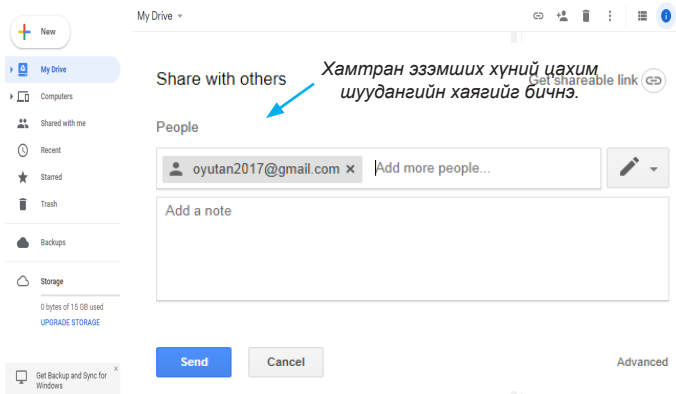 New
My Drive
Computers
Shared with me
Recent
Starred
Trash
Backups
Storage
0 bytes of 15 GB used
UPGRADE STORAGE
Get Backup and Sync for
Windows
x
My Drive
Share with others
Get shareable link
Хамтран эзэмших хүний цахим
шуудангийн хаягийг бичнэ.
People
oyutan2017@gmail.com × Add more people...
Add a note
Send Cancel Advanced